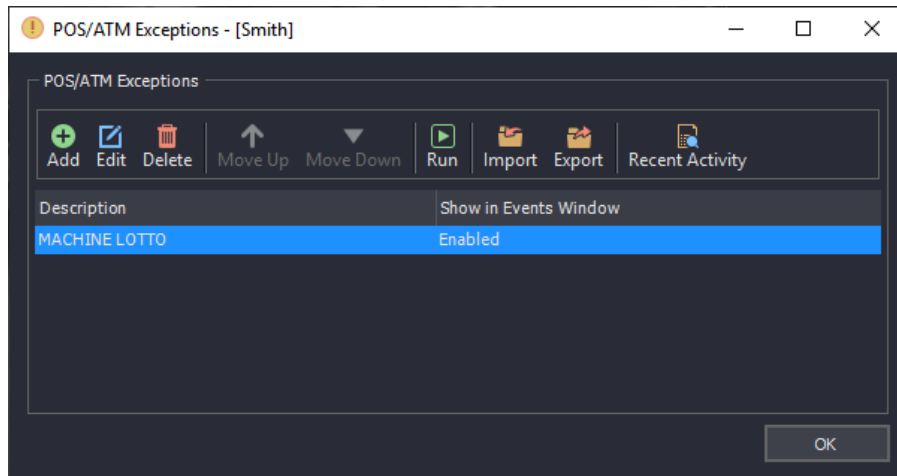 POS/ATM Exceptions - [Smith]
POS/ATM Exceptions
Add Edit Delete Move Up Move Down Run Import Export Recent Activity
Description Show in Events Window
MACHINE LOTTO Enabled
OK